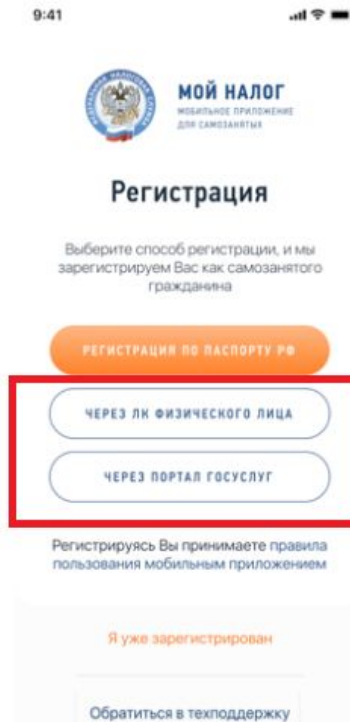 9:41
МОЙ НАЛОГ
МОБИЛЬНОЕ ПРИЛОЖЕНИЕ
ДЛЯ САМОЗАНЯТЫХ
Регистрация
Выберите способ регистрации, и мы
зарегистрируем Вас как самозанятого
гражданина
РЕГИСТРАЦИЯ ПО ПАСПОРТУ РФ
ЧЕРЕЗ ЛК ФИЗИЧЕСКОГО ЛИЦА
ЧЕРЕЗ ПОРТАЛ ГОСУСЛУГ
Регистрируясь Вы принимаете правила
пользования мобильным приложением
Я уже зарегистрирован
Обратиться в техподдержку